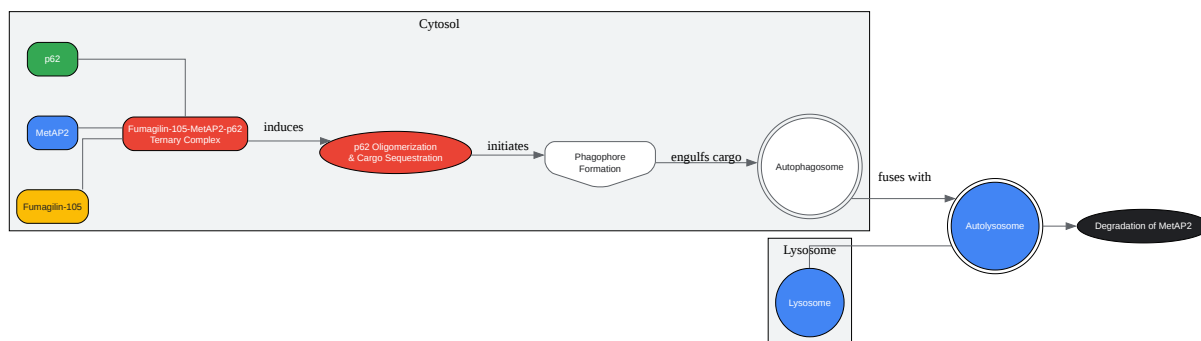 Cytosol
p62
MetAP2
Fumagilin-105-MetAP2-p62
Ternary Complex
Fumagilin-105
induces
p62 Oligomerization
& Cargo Sequestration
initiates
Phagophore
Formation
engulfs cargo
Autophagosome
fuses with
Autolysosome
Degradation of MetAP2
Lysosome
Lysosome